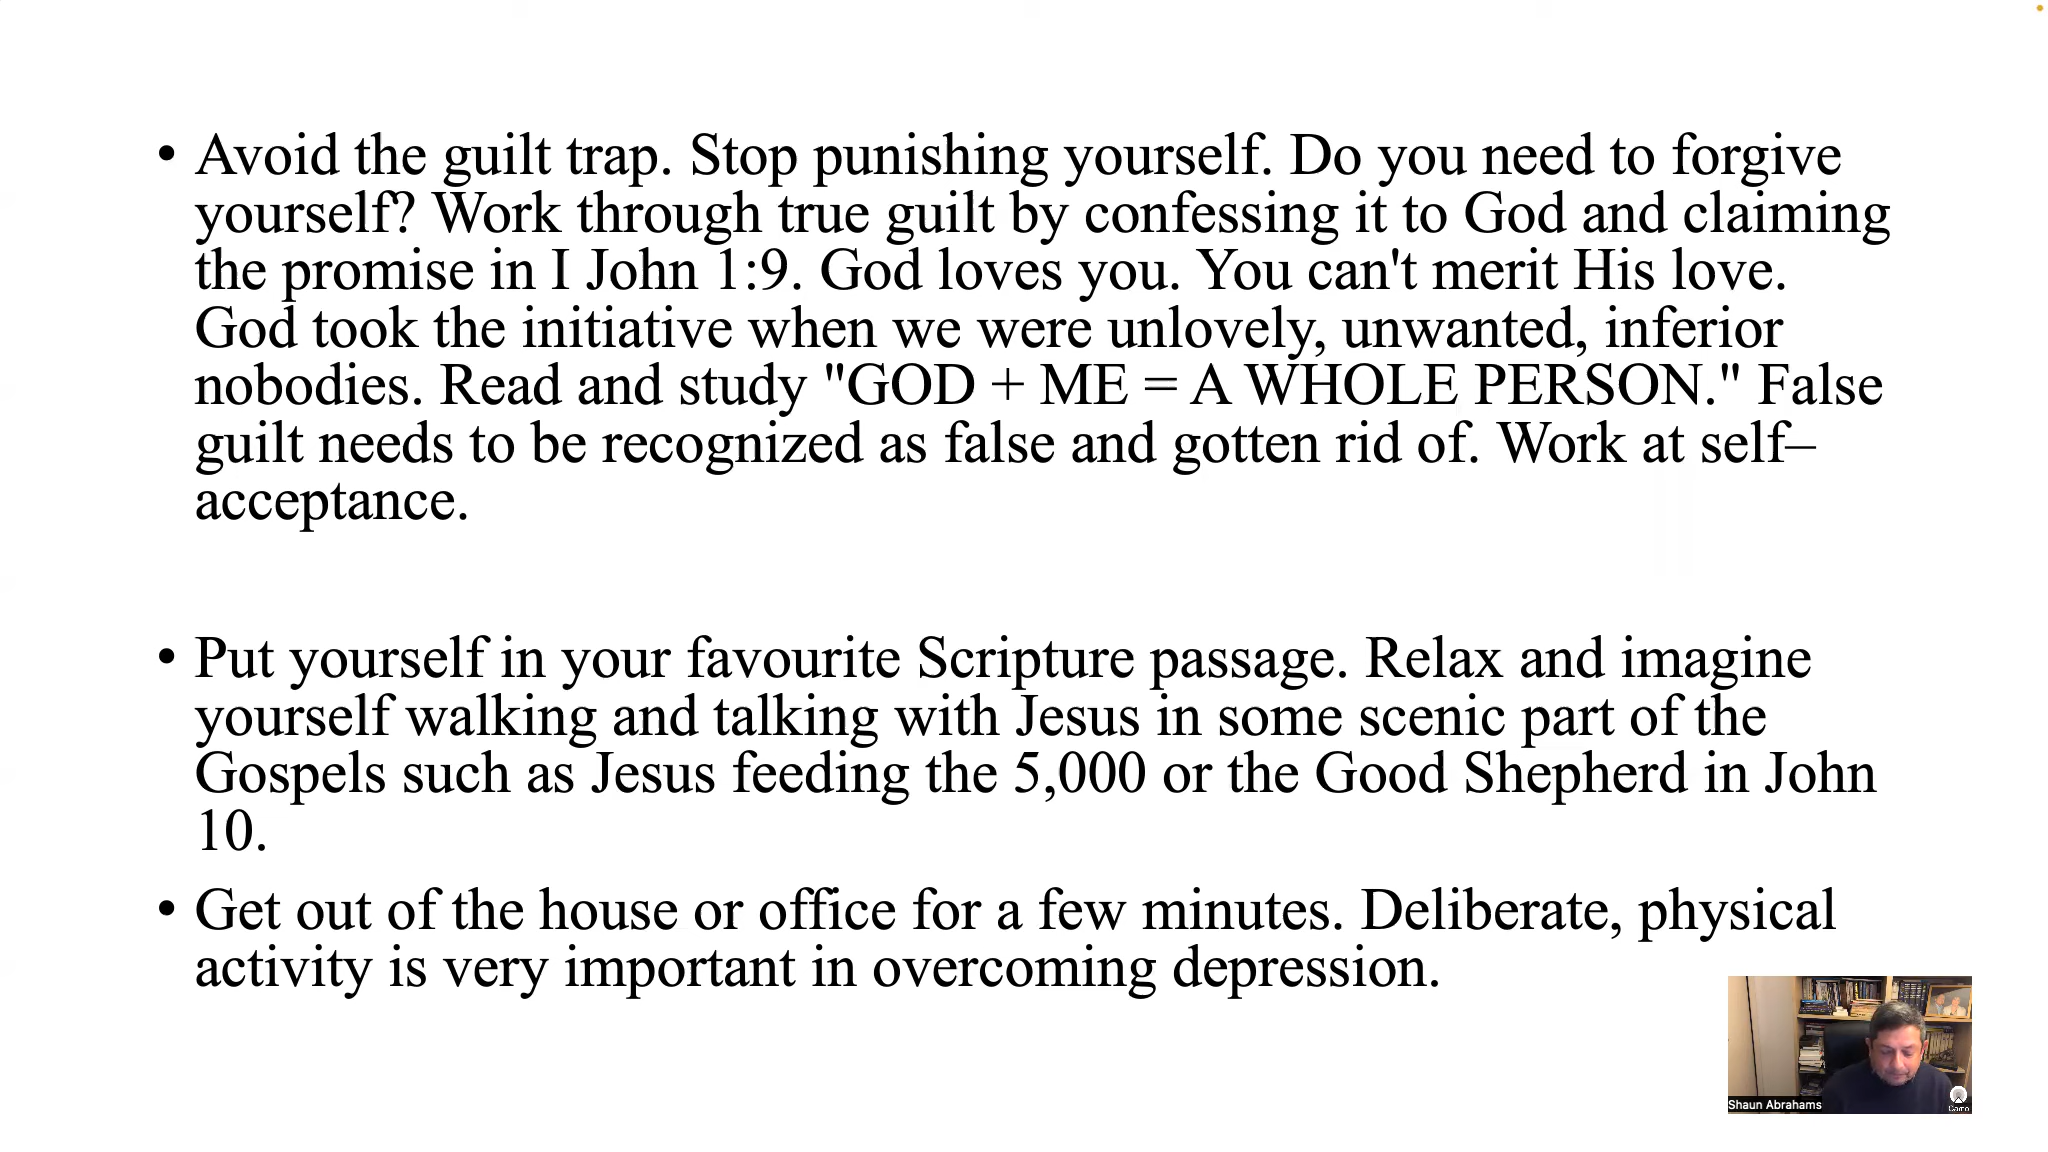 • Avoid the guilt trap. Stop punishing yourself. Do you need to forgive
yourself? Work through true guilt by confessing it to God and claiming
the promise in I John 1:9. God loves you. You can't merit His love.
God took the initiative when we were unlovely, unwanted, inferior
nobodies. Read and study "GOD + ME = A WHOLE PERSON." False
guilt needs to be recognized as false and gotten rid of. Work at self–
acceptance.
• Put yourself in your favourite Scripture passage. Relax and imagine
yourself walking and talking with Jesus in some scenic part of the
Gospels such as Jesus feeding the 5,000 or the Good Shepherd in John
10.
• Get out of the house or office for a few minutes. Deliberate, physical
activity is very important in overcoming depression.
Shaun Abrahams